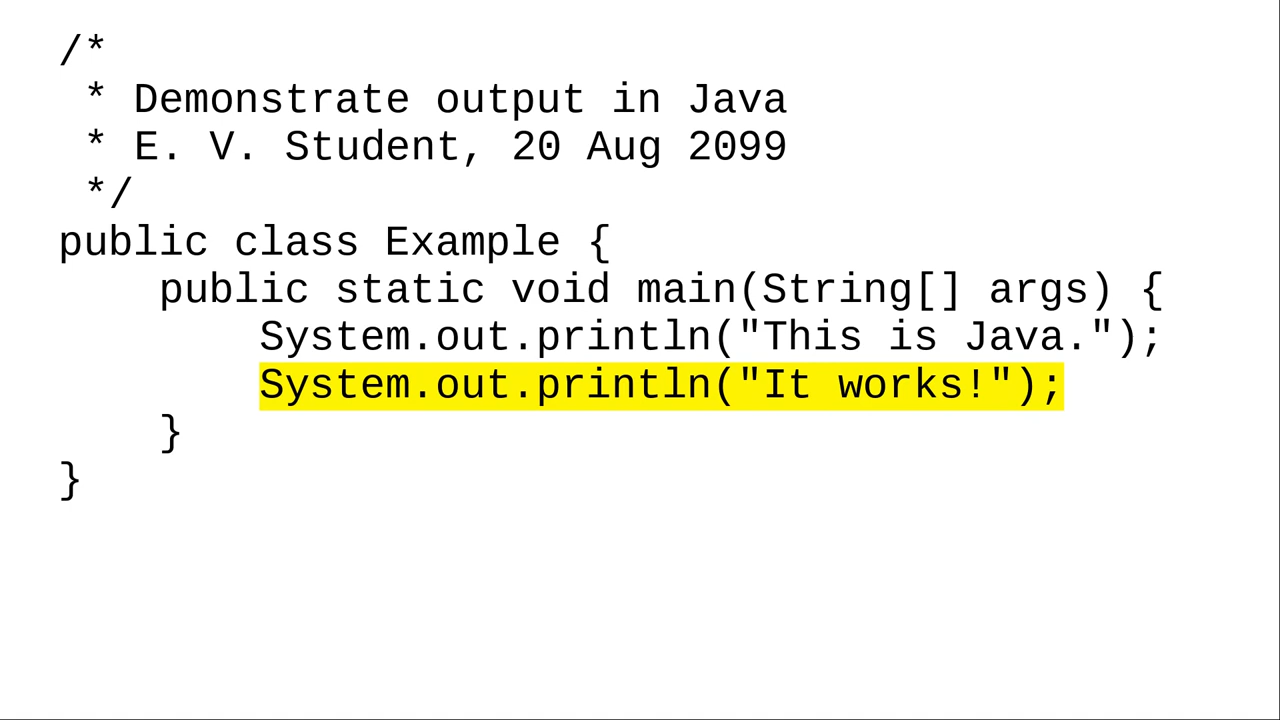 /*
 * Demonstrate output in Java
 * E. V. Student, 20 Aug 2099
 */
public class Example {
    public static void main(String[] args) {
        System.out.println("This is Java.");
        System.out.println("It works!");
    }
}